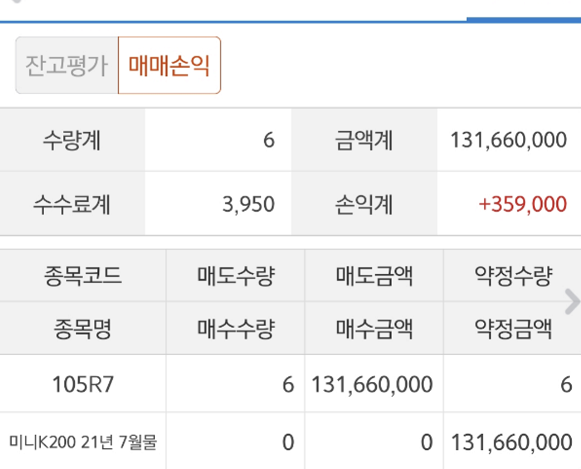 잔고평가 매매손익
수량계 6 금액계 131,660,000
수수료계 3,950 손익계 +359,000
종목코드 매도수량 매도금액 약정수량
종목명 매수수량 매수금액 약정금액
105R7 6 131,660,000 6
미니K200 21년 7월물 0 0 131,660,000